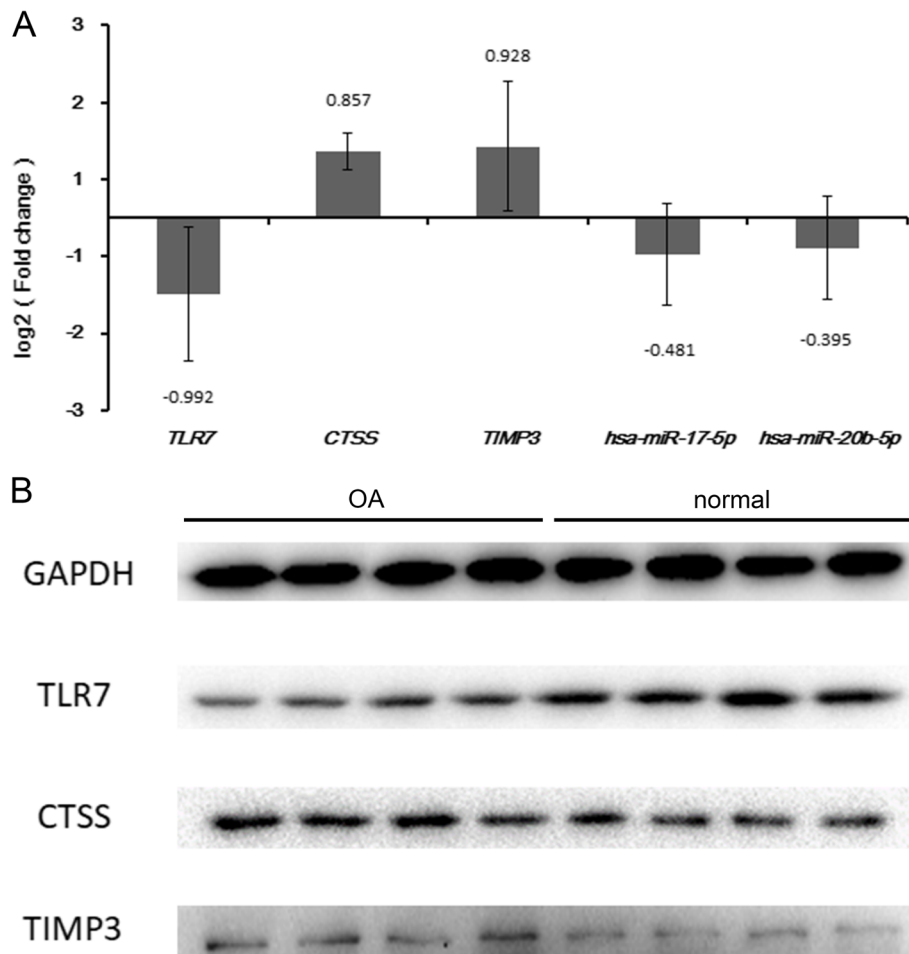 A
3
2
1
-1
-2
-3
log2 ( Fold change )
-0.992
0.857
0.928
-0.481
-0.395
TLR7 CTSS TIMP3 hsa-miR-17-5p hsa-miR-20b-5p
B
OA normal
GAPDH
TLR7
CTSS
TIMP3